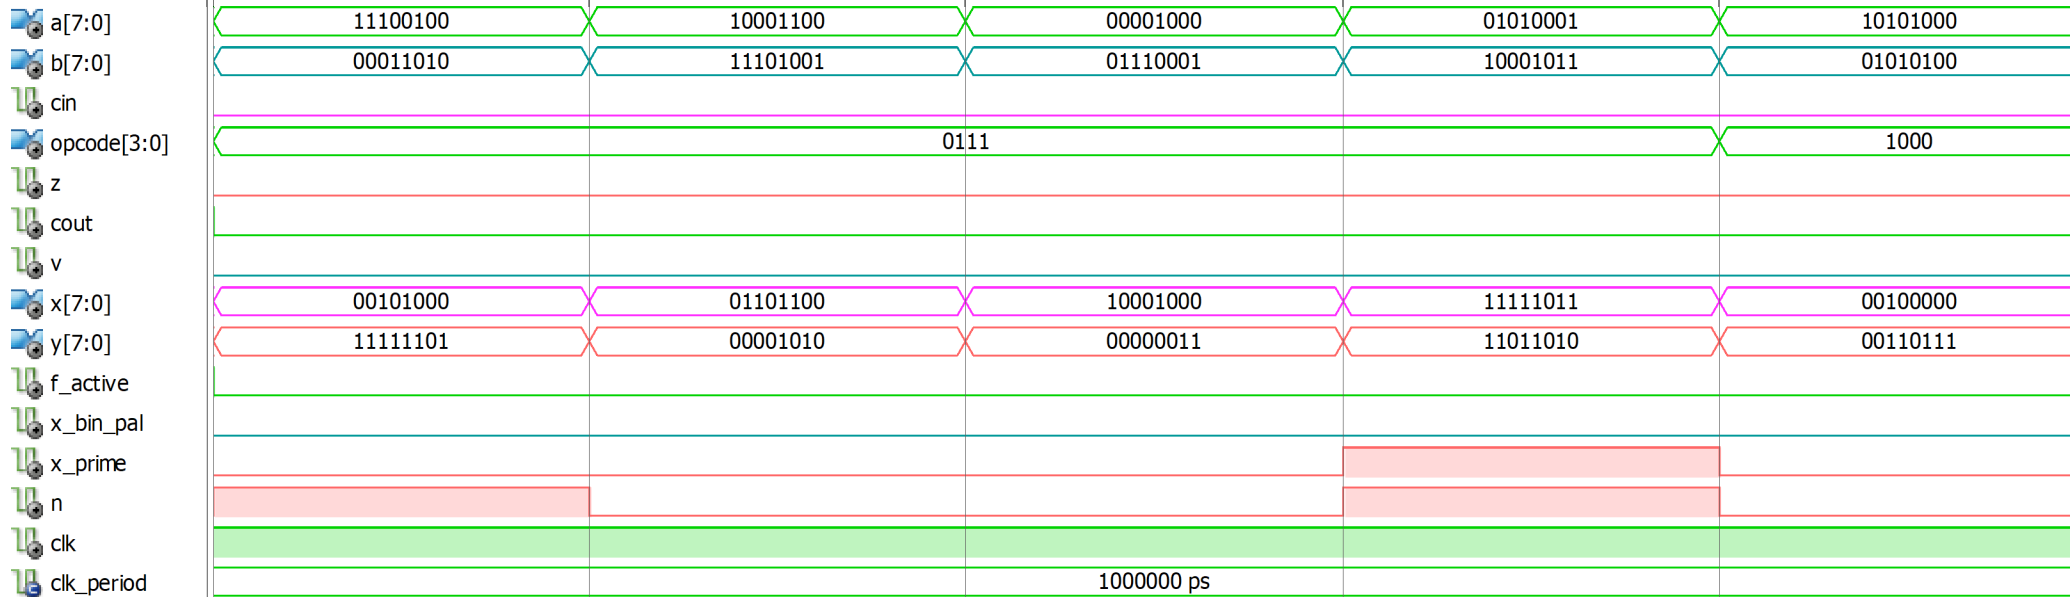 a[7:0] 11100100 10001100 00001000 01010001 10101000
b[7:0] 00011010 11101001 01110001 10001011 01010100
cin
opcode[3:0] 0111 1000
z
cout
v
x[7:0] 00101000 01101100 10001000 11111011 00100000
y[7:0] 11111101 00001010 00000011 11011010 00110111
f_active
x_bin_pal
x_prime
n
clk
clk_period 1000000 ps